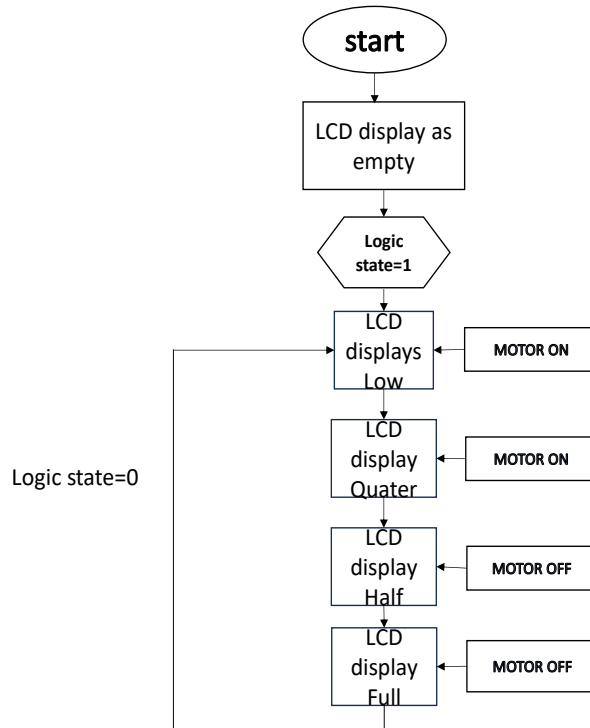 start
LCD display as
empty
Logic
state=1
LCD
displays
Low
MOTOR ON
LCD
display
Quater
MOTOR ON
Logic state=0
LCD
display
Half
MOTOR OFF
LCD
display
Full
MOTOR OFF